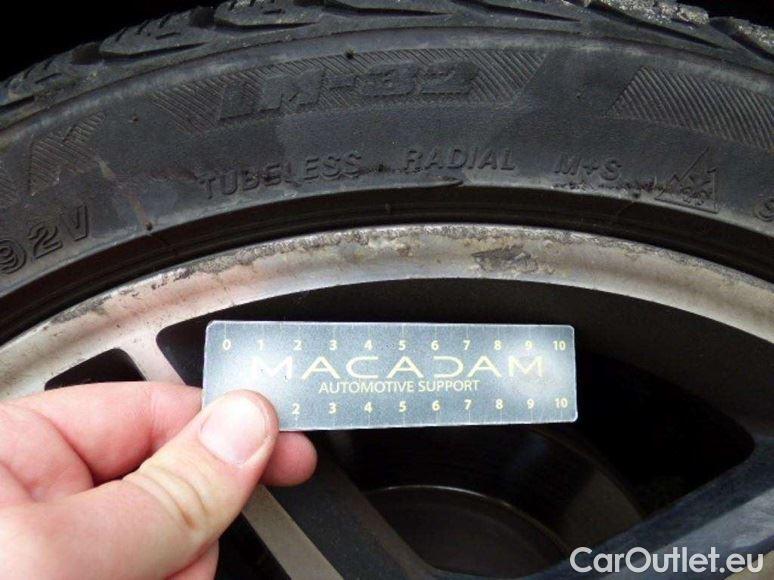 LM-32
TUBELESS RADIAL M+S
92V
0 1 2 3 4 5 6 7 8 9 10
MACADAM
AUTOMOTIVE SUPPORT
2 3 4 5 6 7 8 9 10
CarOutlet.eu